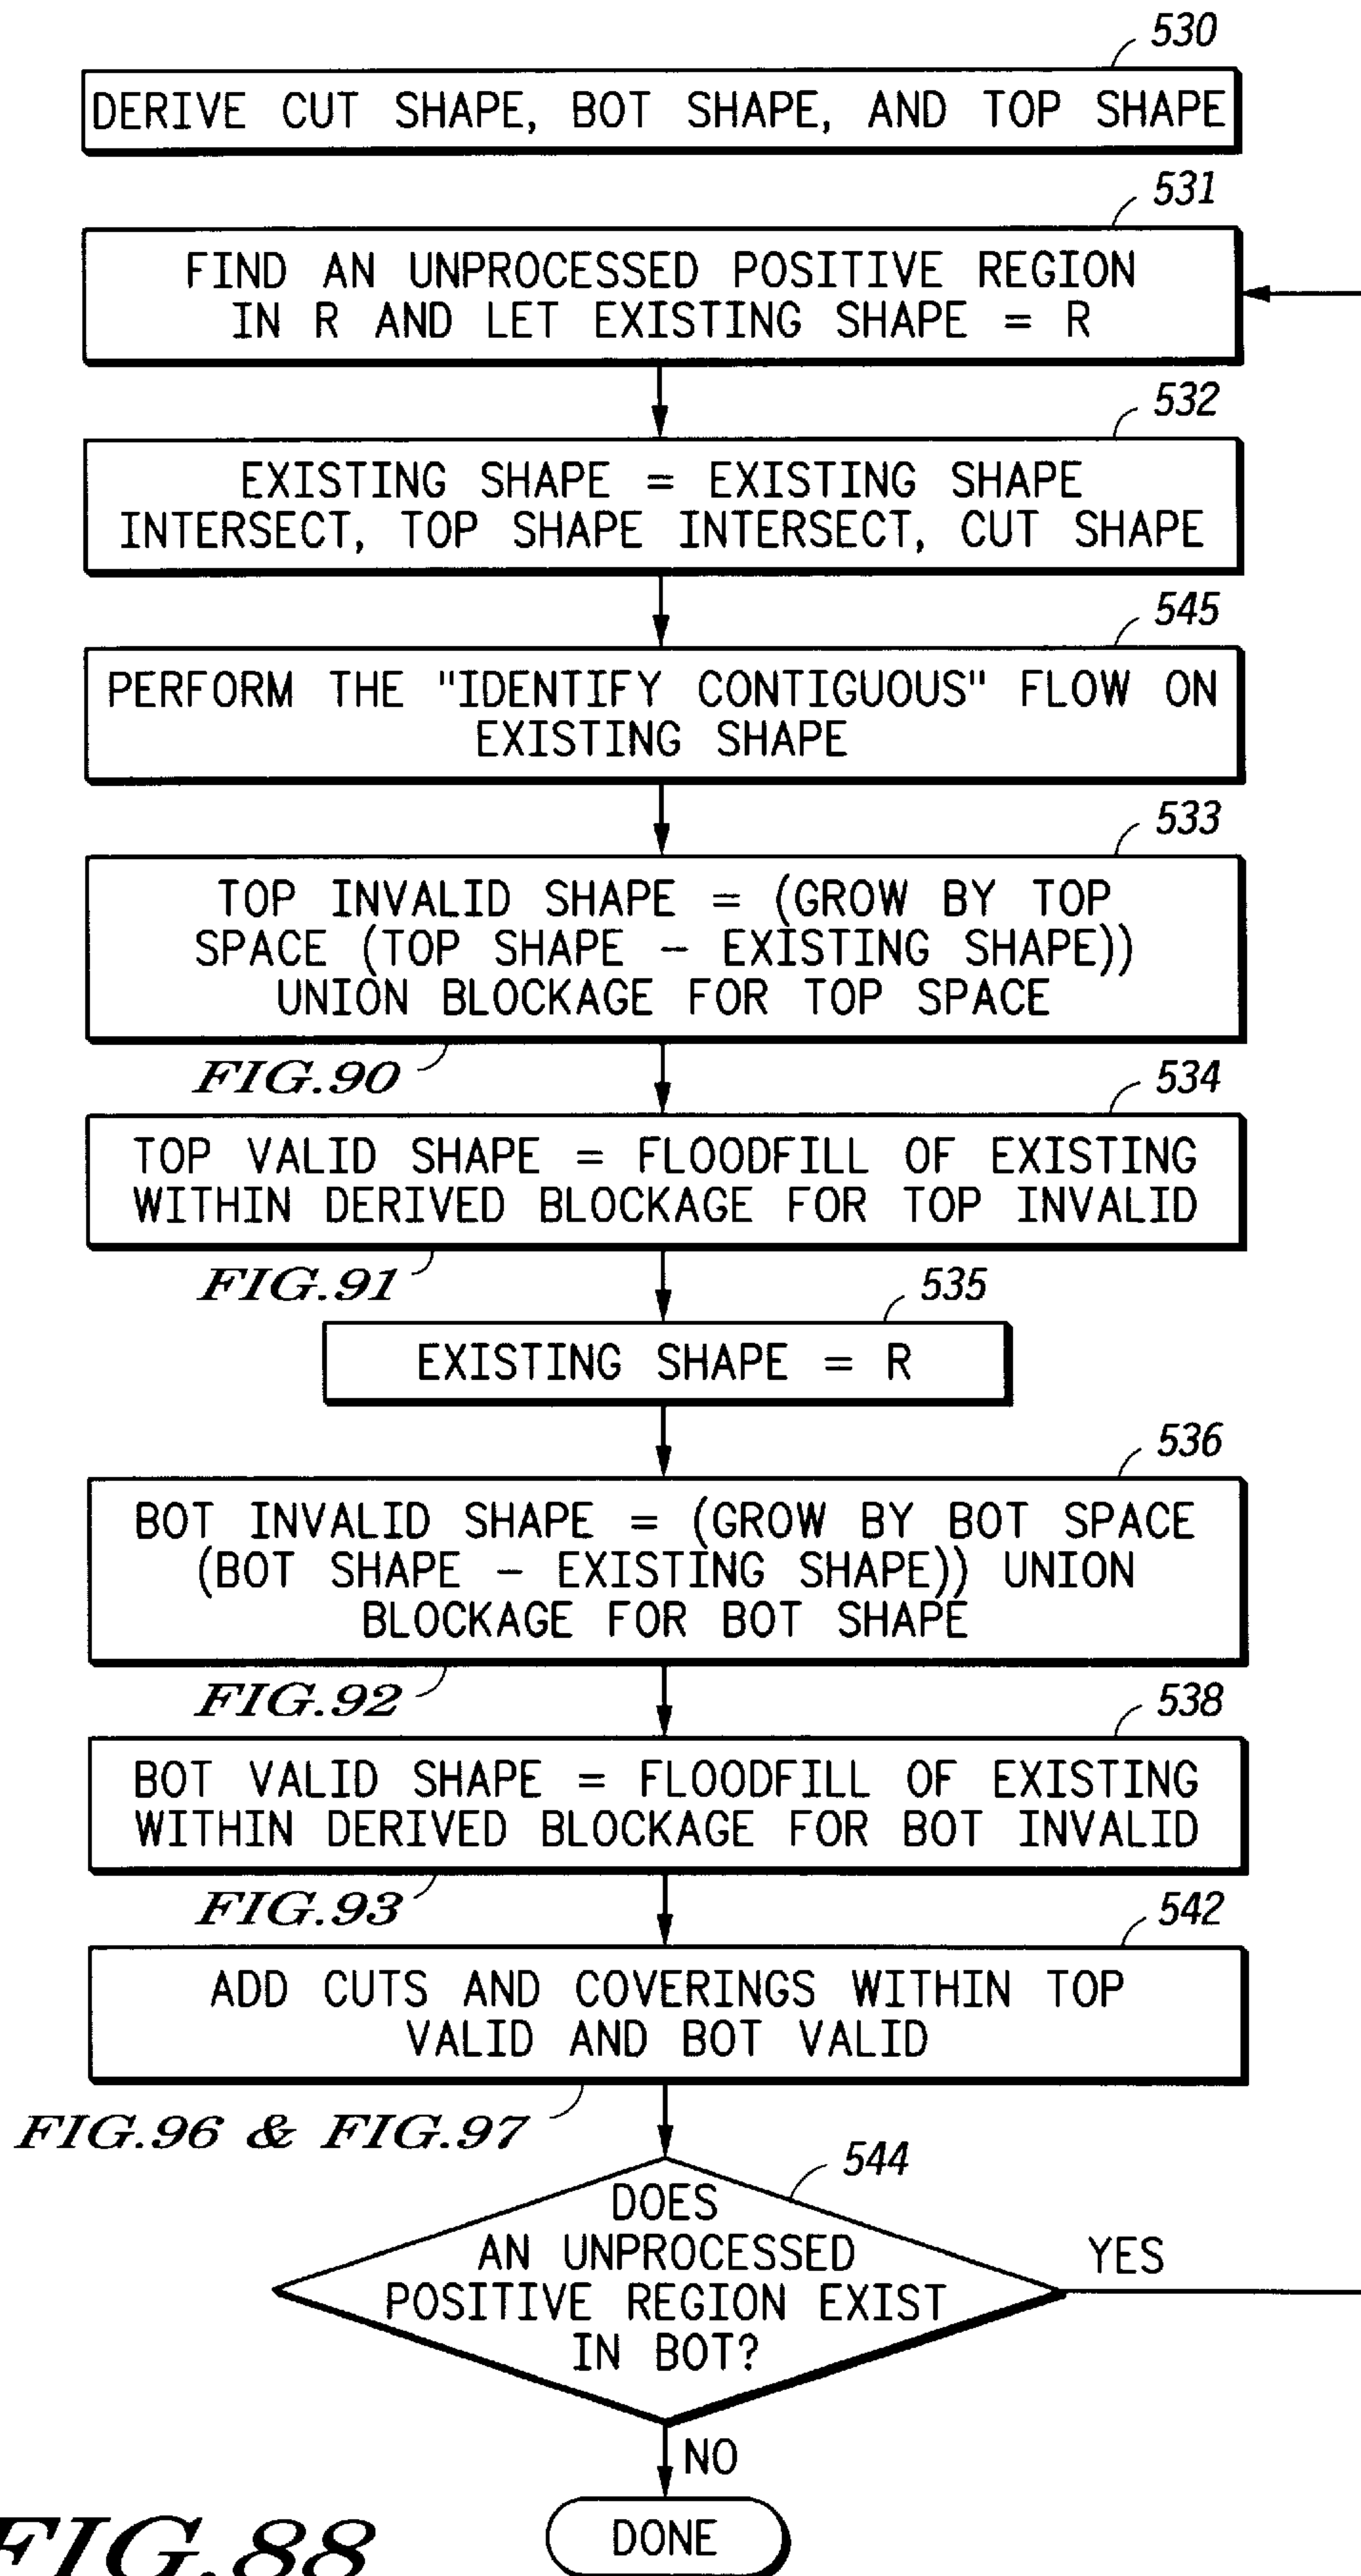 530
DERIVE CUT SHAPE, BOT SHAPE, AND TOP SHAPE
531
FIND AN UNPROCESSED POSITIVE REGION
IN R AND LET EXISTING SHAPE = R
532
EXISTING SHAPE = EXISTING SHAPE
INTERSECT, TOP SHAPE INTERSECT, CUT SHAPE
545
PERFORM THE "IDENTIFY CONTIGUOUS" FLOW ON
EXISTING SHAPE
533
TOP INVALID SHAPE = (GROW BY TOP
SPACE (TOP SHAPE - EXISTING SHAPE))
UNION BLOCKAGE FOR TOP SPACE
FIG.90
534
TOP VALID SHAPE = FLOODFILL OF EXISTING
WITHIN DERIVED BLOCKAGE FOR TOP INVALID
FIG.91
535
EXISTING SHAPE = R
536
BOT INVALID SHAPE = (GROW BY BOT SPACE
(BOT SHAPE - EXISTING SHAPE)) UNION
BLOCKAGE FOR BOT SHAPE
FIG.92
538
BOT VALID SHAPE = FLOODFILL OF EXISTING
WITHIN DERIVED BLOCKAGE FOR BOT INVALID
FIG.93
542
ADD CUTS AND COVERINGS WITHIN TOP
VALID AND BOT VALID
FIG.96 & FIG.97
544
DOES
AN UNPROCESSED
POSITIVE REGION EXIST
IN BOT?
YES
NO
DONE
FIG.88